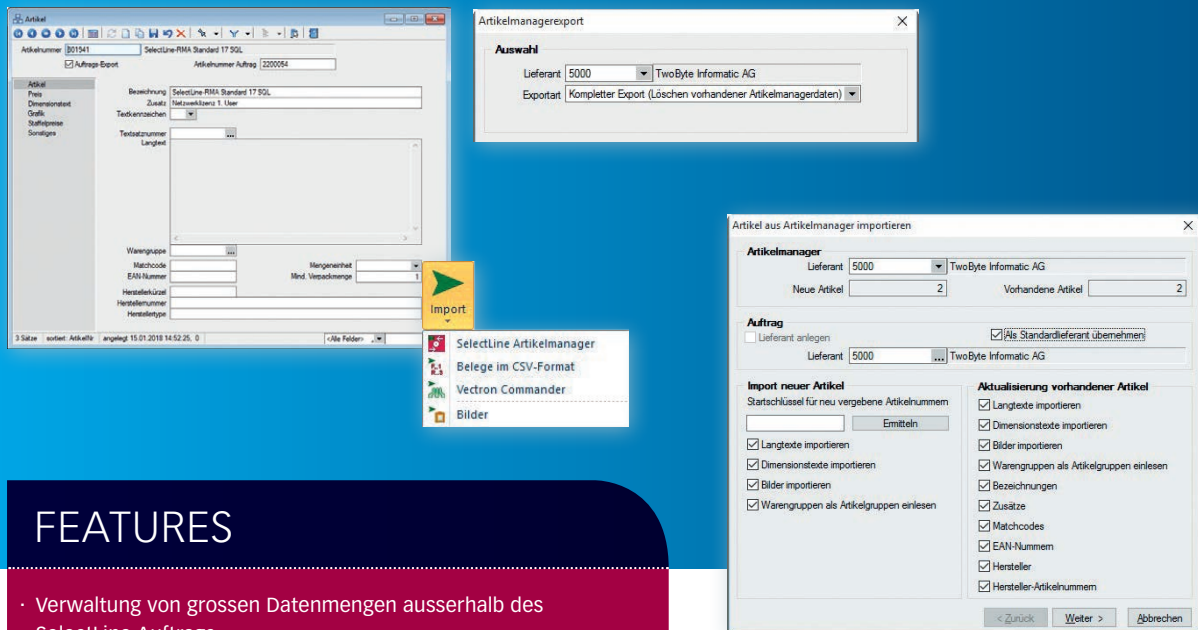 Artikel
Artikelnummer B01541 SelectLine-RMA Standard 17 SQL
Auftrags-Export Artikelnummer Auftrag 2200054
Artikel
Preis
Dimensionstext
Grafik
Staffelpreise
Sonstiges
Bezeichnung SelectLine-RMA Standard 17 SQL
Zusatz Netzwerklizenz 1. User
Textkennzeichen
Textsatznummer ...
Langtext
Warengruppe ...
Matchcode Mengeneinheit
EAN-Nummer Mind. Verpackmenge 1
Herstellerkürzel
Herstellernummer
Herstellertype
3 Sätze sortiert: ArtikelNr angelegt 15.01.2018 14:52:25, 0 <Alle Felder>
Import
SelectLine Artikelmanager
Belege im CSV-Format
Vectron Commander
Bilder
Artikelmanagerexport
Auswahl
Lieferant 5000 TwoByte Informatic AG
Exportart Kompletter Export (Löschen vorhandener Artikelmanagerdaten)
Artikel aus Artikelmanager importieren
Artikelmanager
Lieferant 5000 TwoByte Informatic AG
Neue Artikel 2 Vorhandene Artikel 2
Auftrag
Lieferant anlegen Als Standardlieferant übernehmen
Lieferant 5000 ... TwoByte Informatic AG
Import neuer Artikel
Startschlüssel für neu vergebene Artikelnummern
Ermitteln
Langtexte importieren
Dimensionstexte importieren
Bilder importieren
Warengruppen als Artikelgruppen einlesen
Aktualisierung vorhandener Artikel
Langtexte importieren
Dimensionstexte importieren
Bilder importieren
Warengruppen als Artikelgruppen einlesen
Bezeichnungen
Zusätze
Matchcodes
EAN-Nummern
Hersteller
Hersteller-Artikelnummern
< Zurück Weiter > Abbrechen
FEATURES
· Verwaltung von grossen Datenmengen ausserhalb des
SelectLine Auftrags